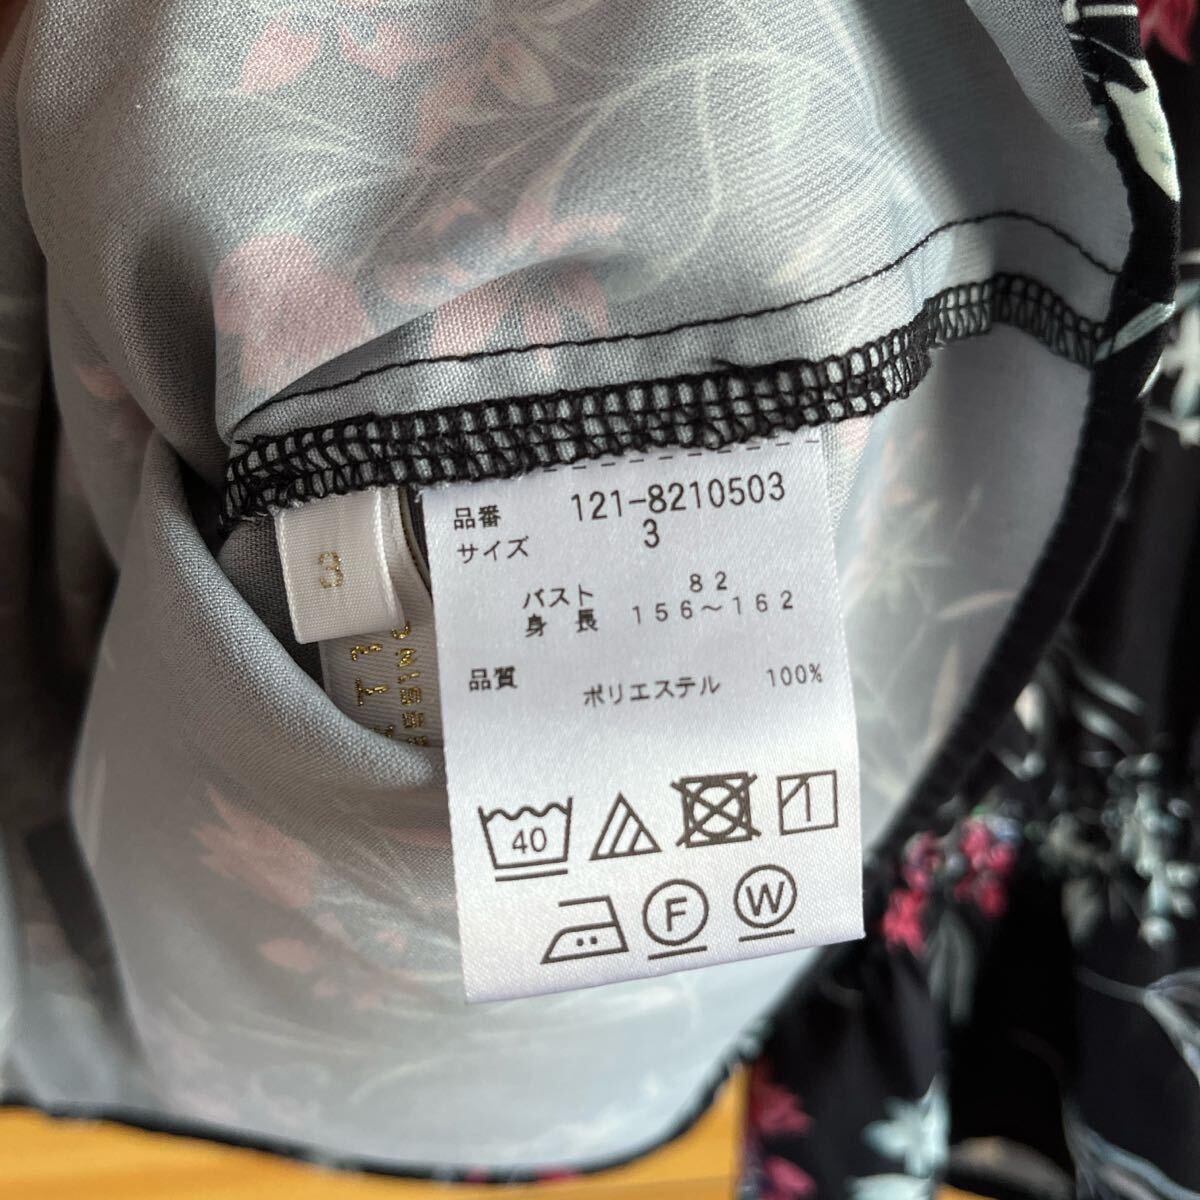 品番 121-8210503
サイズ 3
バスト 82
身長 156〜162
品質 ポリエステル 100%
40
F W
3